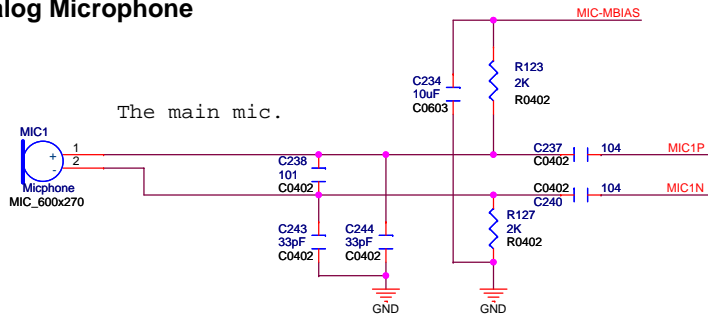 alog Microphone
MIC-MBIAS
R123
C234
2K
10uF
R0402
C0603
The main mic.
MIC1
1
C237
104
MIC1P
+
2
C238
C0402
-
101
C0402
104
MIC1N
Micphone
C0402
C240
MIC_600x270
R127
C243
C244
2K
33pF
33pF
R0402
C0402
C0402
GND
GND